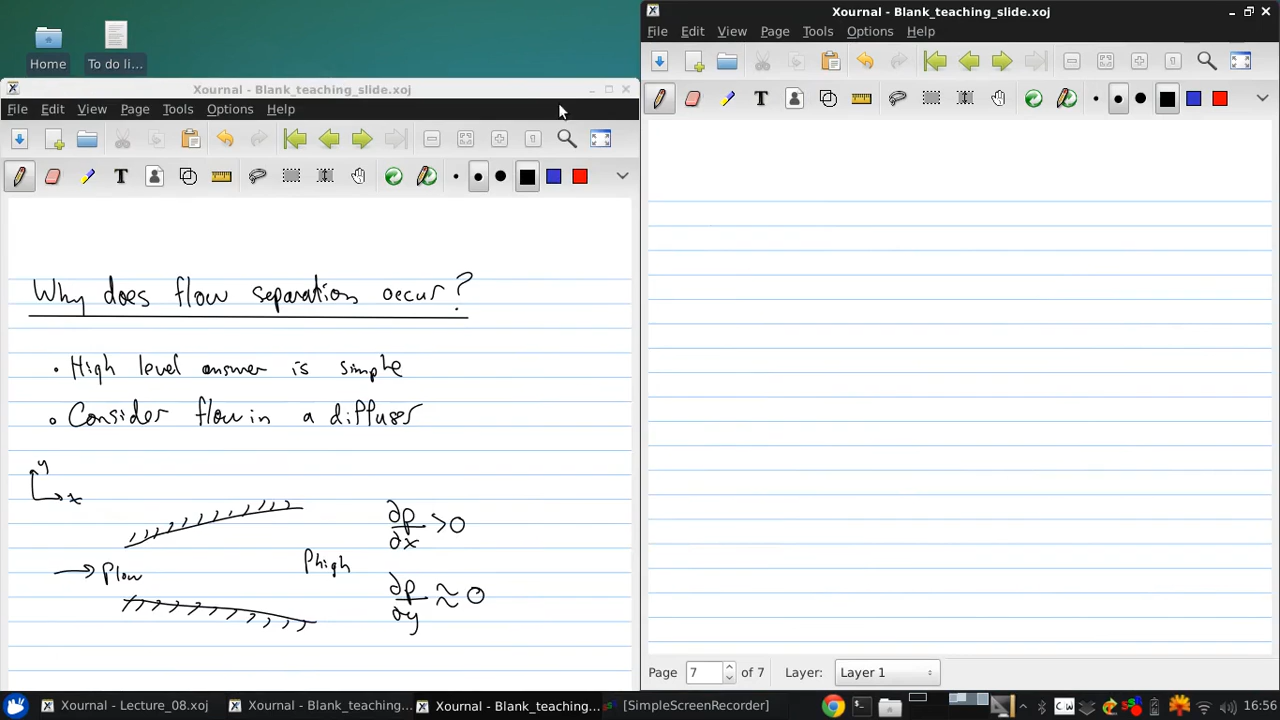 Xournal - Blank_teaching_slide.xoj
File Edit View Page Tools Options Help
Home
To do li...
Xournal - Blank_teaching_slide.xoj
File Edit View Page Tools Options Help
T
T
Why does flow separation occur?
• High level answer is simple
• Consider flow in a diffuser
y
x
∂p/∂x > 0
Plow
Phigh
∂p/∂y ≈ 0
Page 7 of 7 Layer: Layer 1
Xournal - Lecture_08.xoj
Xournal - Blank_teaching...
Xournal - Blank_teaching...
[SimpleScreenRecorder]
16:56